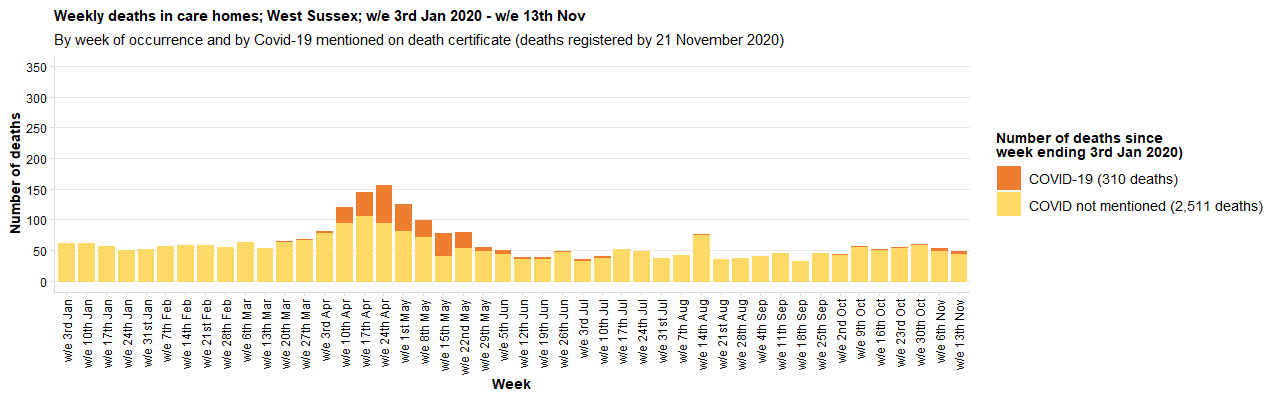 Weekly deaths in care homes; West Sussex; w/e 3rd Jan 2020 - w/e 13th Nov
By week of occurrence and by Covid-19 mentioned on death certificate (deaths registered by 21 November 2020)
Number of deaths
350
300
250
200
150
100
50
0
w/e 3rd Jan
w/e 10th Jan
w/e 17th Jan
w/e 24th Jan
w/e 31st Jan
w/e 7th Feb
w/e 14th Feb
w/e 21st Feb
w/e 28th Feb
w/e 6th Mar
w/e 13th Mar
w/e 20th Mar
w/e 27th Mar
w/e 3rd Apr
w/e 10th Apr
w/e 17th Apr
w/e 24th Apr
w/e 1st May
w/e 8th May
w/e 15th May
w/e 22nd May
w/e 29th May
w/e 5th Jun
w/e 12th Jun
w/e 19th Jun
w/e 26th Jun
w/e 3rd Jul
w/e 10th Jul
w/e 17th Jul
w/e 24th Jul
w/e 31st Jul
w/e 7th Aug
w/e 14th Aug
w/e 21st Aug
w/e 28th Aug
w/e 4th Sep
w/e 11th Sep
w/e 18th Sep
w/e 25th Sep
w/e 2nd Oct
w/e 9th Oct
w/e 16th Oct
w/e 23rd Oct
w/e 30th Oct
w/e 6th Nov
w/e 13th Nov
Week
Number of deaths since
week ending 3rd Jan 2020)
COVID-19 (310 deaths)
COVID not mentioned (2,511 deaths)